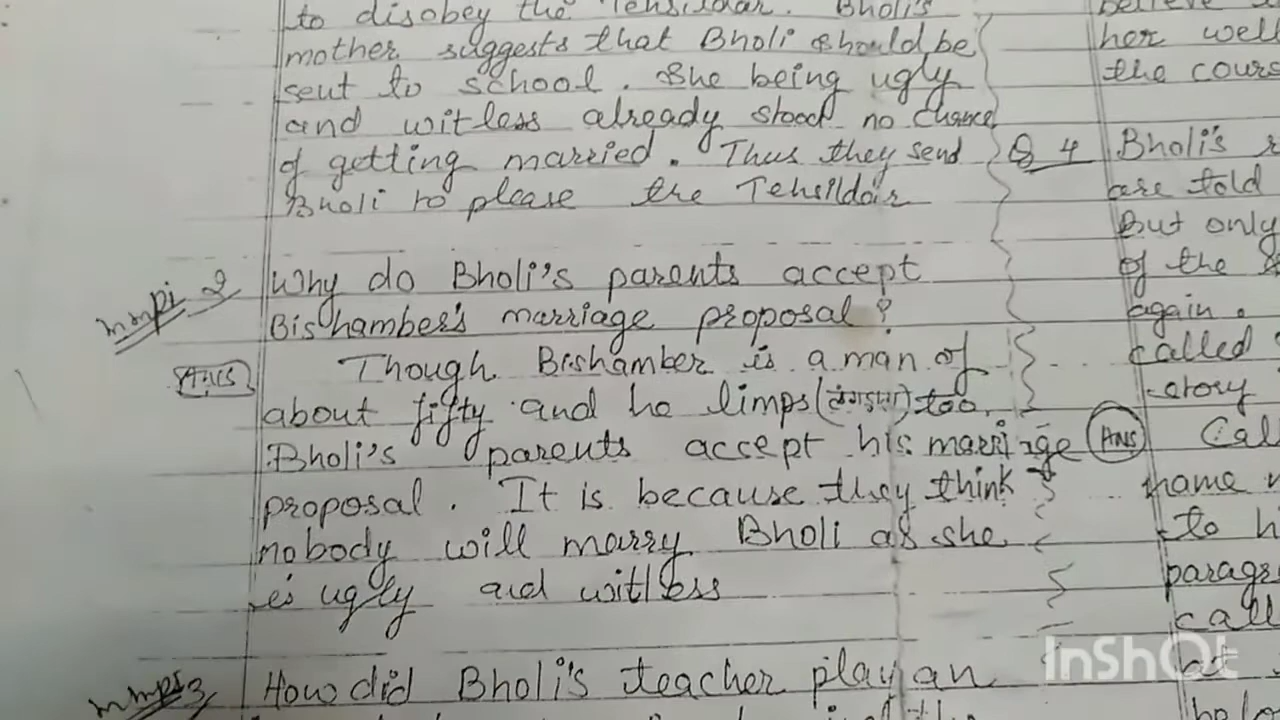 to disobey the Tehsildar. Bholi's
mother suggests that Bholi should be
sent to school. She being ugly
and witless already stood no chance
of getting married. Thus they send
Bholi to please the Tehsildar
mmpi 2 Why do Bholi's parents accept
Bishamber's marriage proposal?
Ans Though Bishamber is a man of
about fifty and he limps (लंगड़ाना) too.
Bholi's parents accept his marriage
proposal. It is because they think
nobody will marry Bholi as she
is ugly and witless
3 How did Bholi's teacher play an
her well
the cours
Q 4 Bholi's
are told
But only
of the
again.
called
story
Ans Cal
name
to h
paragr
call
at
InShOt